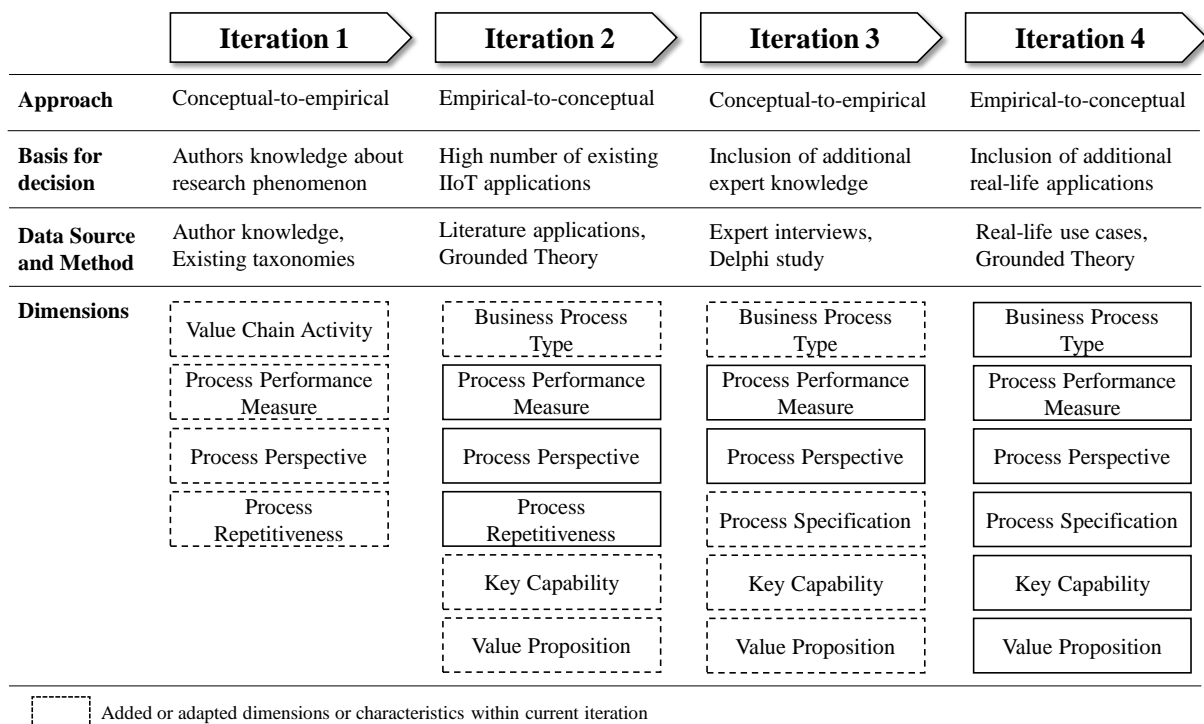 Iteration 1
Iteration 2
Iteration 3
Iteration 4
Approach
Conceptual-to-empirical
Empirical-to-conceptual
Conceptual-to-empirical
Empirical-to-conceptual
Basis for
decision
Authors knowledge about
research phenomenon
High number of existing
IIoT applications
Inclusion of additional
expert knowledge
Inclusion of additional
real-life applications
Data Source
and Method
Author knowledge,
Existing taxonomies
Literature applications,
Grounded Theory
Expert interviews,
Delphi study
Real-life use cases,
Grounded Theory
Dimensions
Value Chain Activity
Process Performance
Measure
Process Perspective
Process
Repetitiveness
Business Process
Type
Process Performance
Measure
Process Perspective
Process
Repetitiveness
Key Capability
Value Proposition
Business Process
Type
Process Performance
Measure
Process Perspective
Process Specification
Key Capability
Value Proposition
Business Process
Type
Process Performance
Measure
Process Perspective
Process Specification
Key Capability
Value Proposition
Added or adapted dimensions or characteristics within current iteration